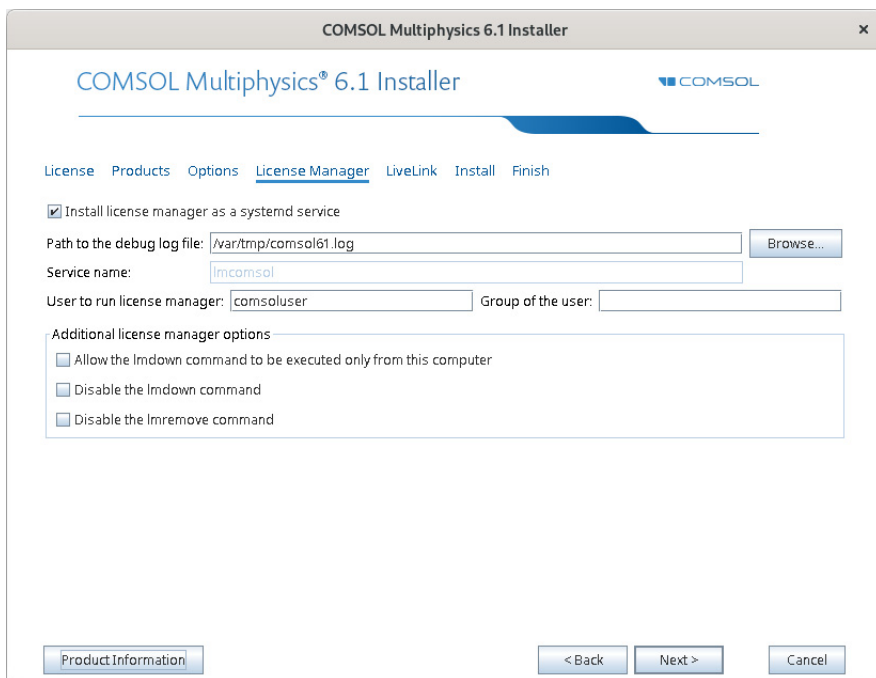 COMSOL Multiphysics 6.1 Installer ×
COMSOL Multiphysics® 6.1 Installer
COMSOL
License Products Options License Manager LiveLink Install Finish
Install license manager as a systemd service
Path to the debug log file: /var/tmp/comsol61.log Browse...
Service name: lmcomsol
User to run license manager: comsoluser Group of the user:
Additional license manager options
Allow the lmdown command to be executed only from this computer
Disable the lmdown command
Disable the lmremove command
Product Information < Back Next > Cancel